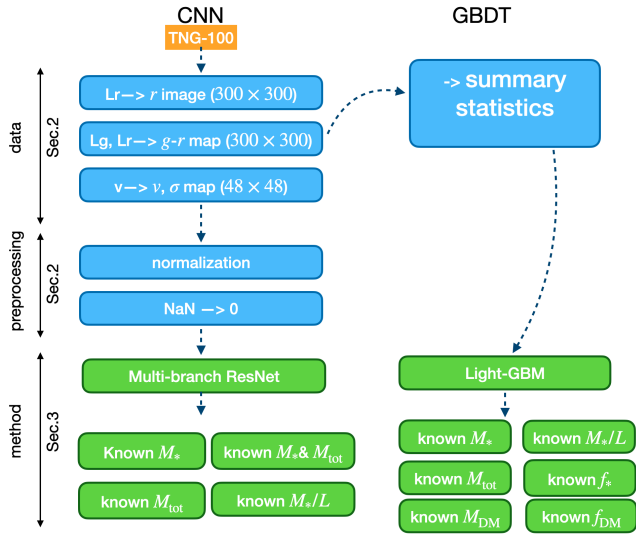 CNN
GBDT
TNG-100
Lr—> r image (300 × 300)
Lg, Lr—> g-r map (300 × 300)
v—> v, σ map (48 × 48)
-> summary
statistics
data
Sec.2
normalization
NaN —> 0
preprocessing
Sec.2
Multi-branch ResNet
Light-GBM
method
Sec.3
Known M*
known M*& Mtot
known Mtot
known M*/L
known M*
known M*/L
known Mtot
known f*
known MDM
known fDM